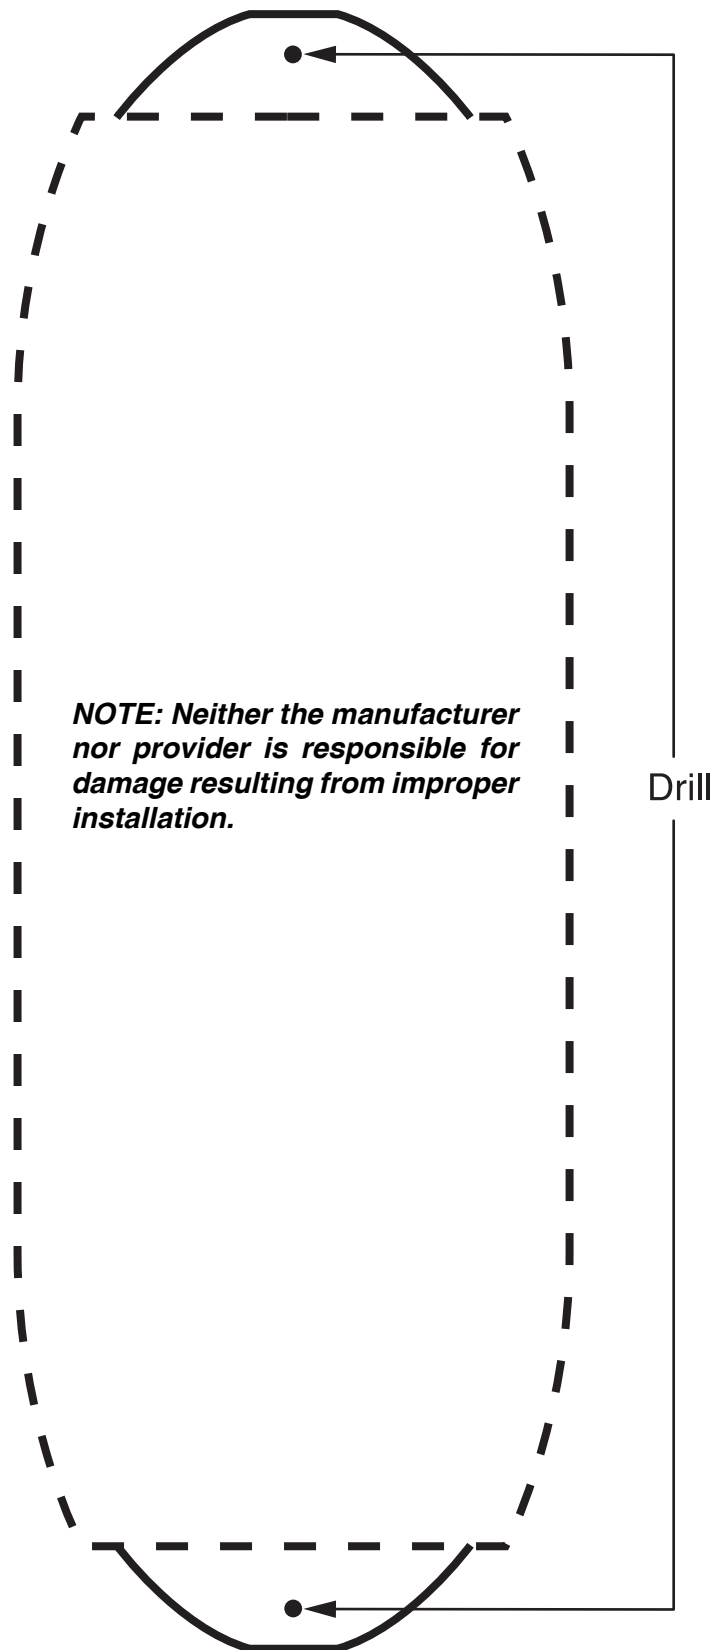 NOTE: Neither the manufacturer
nor provider is responsible for
damage resulting from improper
installation.
Drill